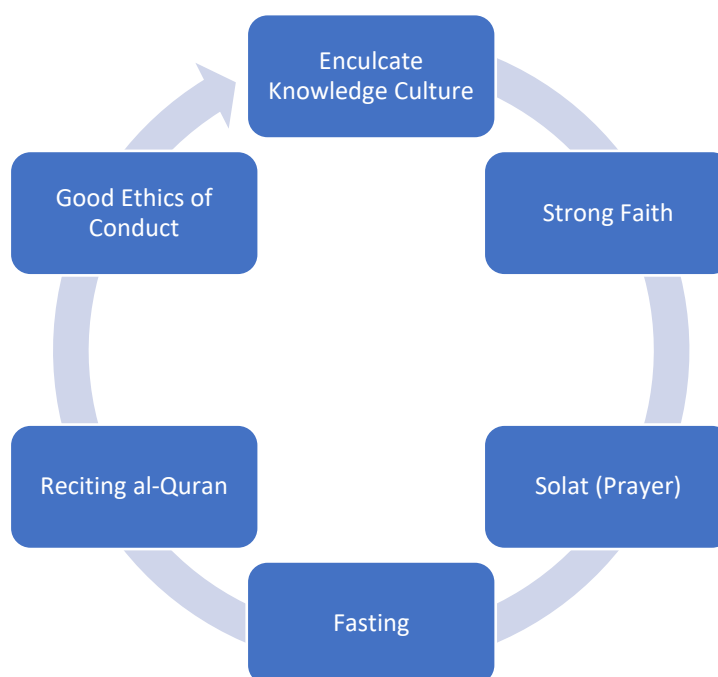 Enculcate
Knowledge Culture
Strong Faith
Solat (Prayer)
Fasting
Reciting al-Quran
Good Ethics of
Conduct